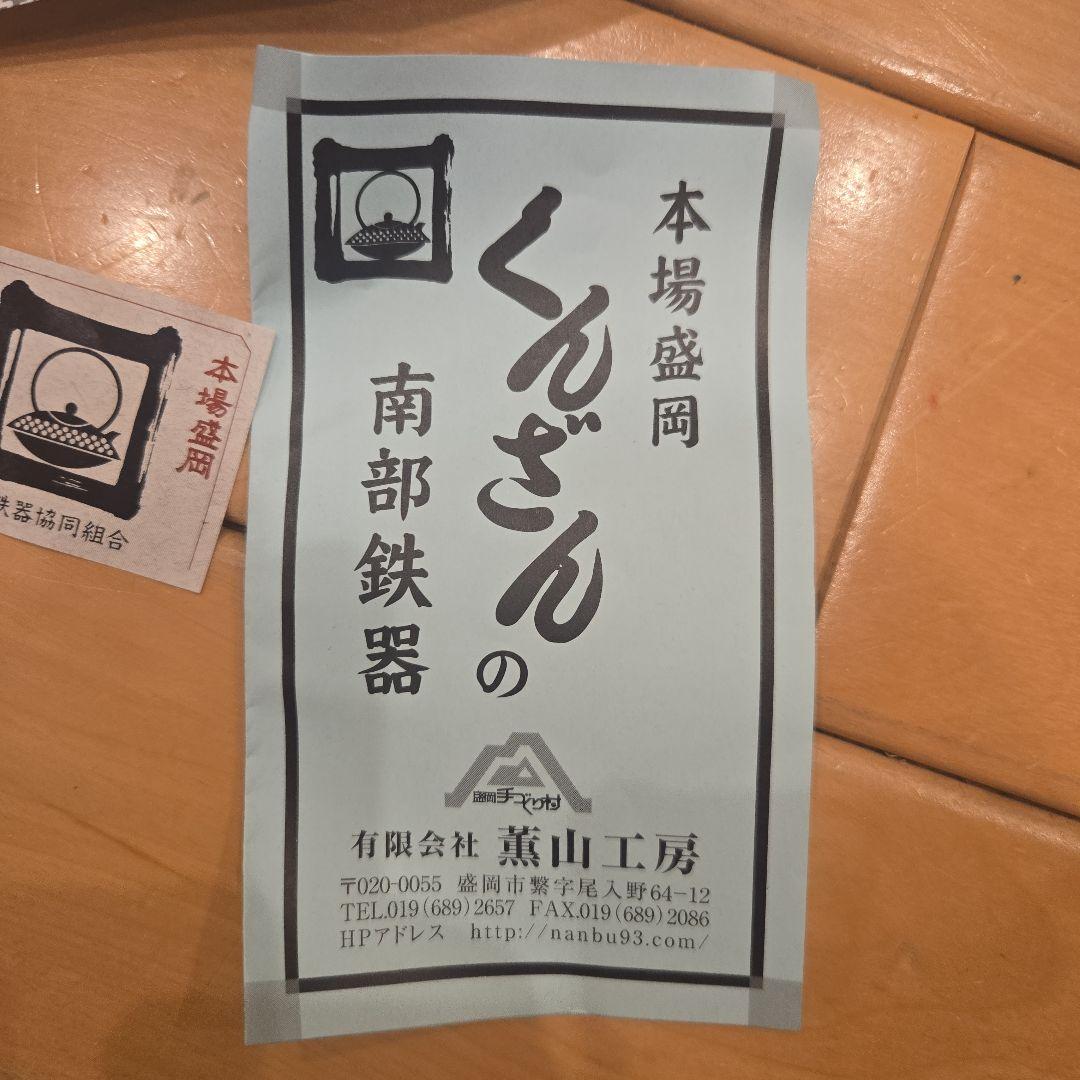 本場盛岡
くんざんの
南部鉄器
盛岡手づくり村
有限会社 薫山工房
〒020-0055 盛岡市繋字尾入野64-12
TEL.019(689)2657 FAX.019(689)2086
HPアドレス http://nanbu93.com/
本場盛岡
鉄器協同組合